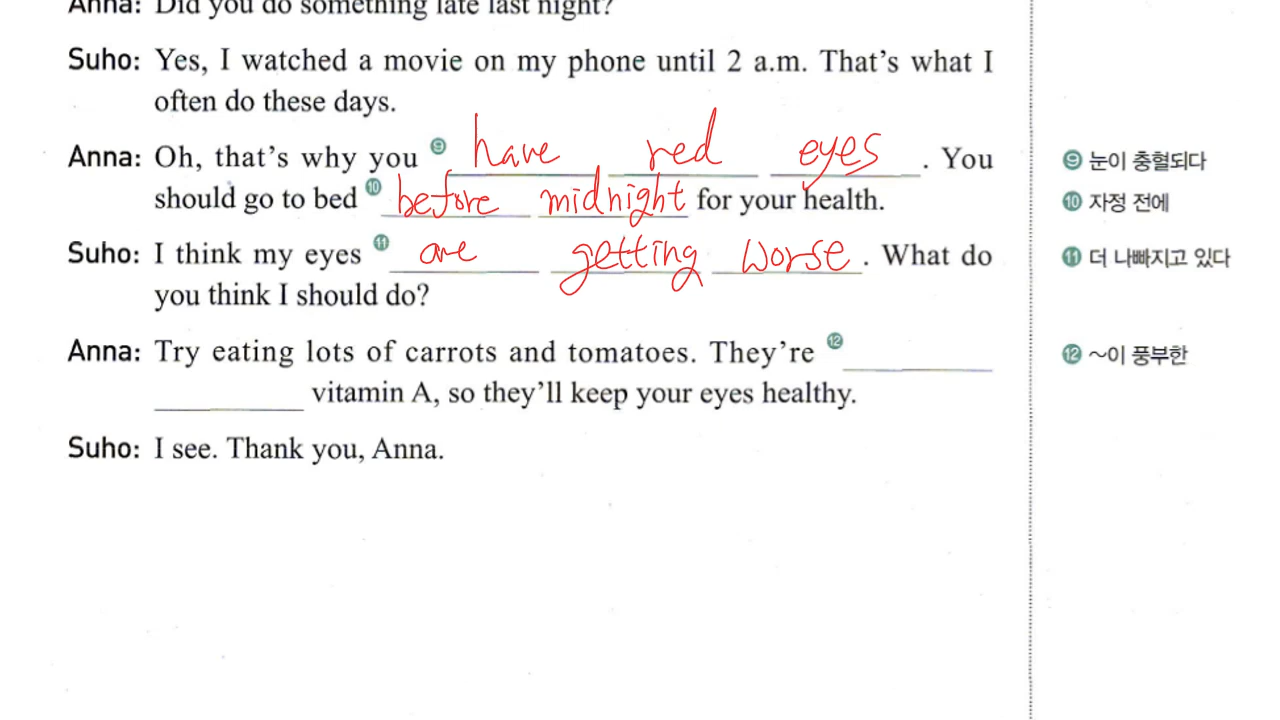 Anna: Did you do something late last night?
Suho: Yes, I watched a movie on my phone until 2 a.m. That's what I
often do these days.
Anna: Oh, that's why you ⑨ have red eyes. You ⑨ 눈이 충혈되다
should go to bed ⑩ before midnight for your health. ⑩ 자정 전에
Suho: I think my eyes ⑪ are getting worse. What do ⑪ 더 나빠지고 있다
you think I should do?
Anna: Try eating lots of carrots and tomatoes. They're ⑫ ⑫ ~이 풍부한
vitamin A, so they'll keep your eyes healthy.
Suho: I see. Thank you, Anna.